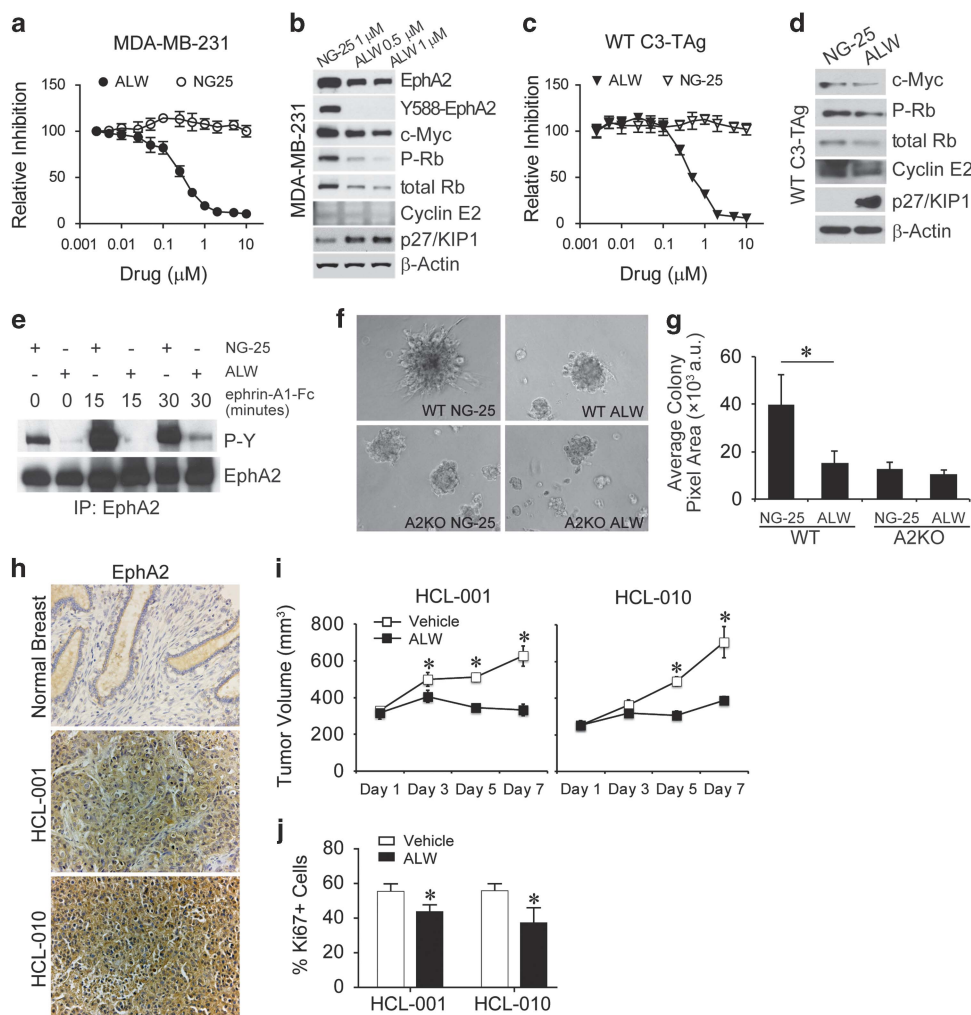 a
MDA-MB-231
ALW
NG25
Relative Inhibition
150
100
50
0
0.001
0.01
0.1
1
10
Drug (µM)
b
NG-25 1 µM
ALW 0.5 µM
ALW 1 µM
MDA-MB-231
EphA2
Y588-EphA2
c-Myc
P-Rb
total Rb
Cyclin E2
p27/KIP1
β-Actin
c
WT C3-TAg
ALW
NG-25
Relative Inhibition
150
100
50
0
0.001
0.01
0.1
1
10
Drug (µM)
d
NG-25
ALW
WT C3-TAg
c-Myc
P-Rb
total Rb
Cyclin E2
p27/KIP1
β-Actin
e
+ - + - + - NG-25
- + - + - + ALW
0 0 15 15 30 30 ephrin-A1-Fc (minutes)
P-Y
EphA2
IP: EphA2
f
WT NG-25
WT ALW
A2KO NG-25
A2KO ALW
g
Average Colony
Pixel Area (×10³ a.u.)
60
40
20
0
*
NG-25 ALW NG-25 ALW
WT A2KO
h
EphA2
Normal Breast
HCL-001
HCL-010
i
HCL-001
HCL-010
Vehicle
ALW
Tumor Volume (mm³)
800
600
400
200
0
* * *
* *
Day 1 Day 3 Day 5 Day 7
Day 1 Day 3 Day 5 Day 7
j
Vehicle
ALW
% Ki67+ Cells
80
60
40
20
0
* *
HCL-001 HCL-010